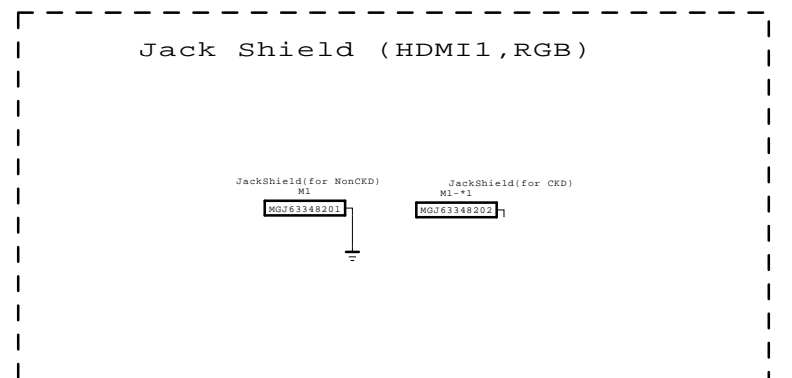 Jack Shield (HDMI1,RGB)
JackShield(for NonCKD)
M1
MGJ63348201
JackShield(for CKD)
M1-*1
MGJ63348202